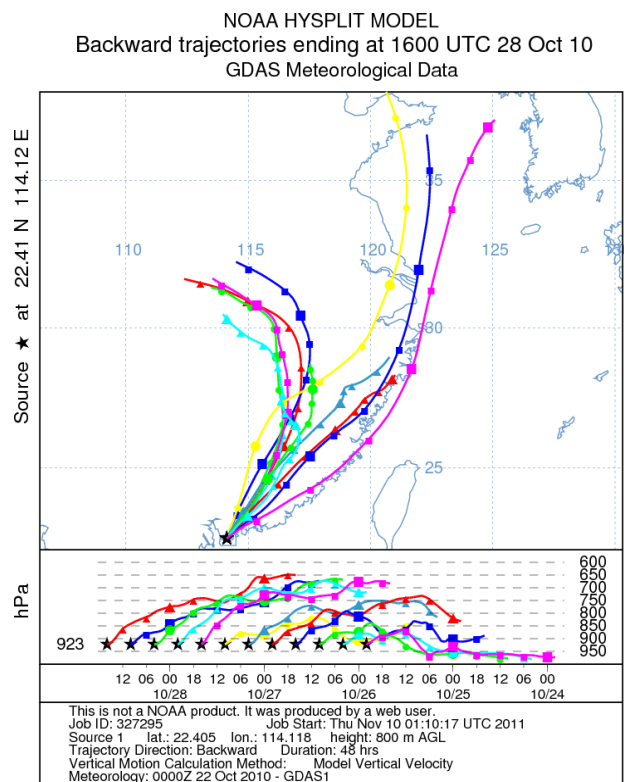 NOAA HYSPLIT MODEL
Backward trajectories ending at 1600 UTC 28 Oct 10
GDAS Meteorological Data
Source ★ at 22.41 N 114.12 E
110 115 120 125 13
35
30
25
hPa
923
600
650
700
750
800
850
900
950
12 06 00 18 12 06 00 18 12 06 00 18 12 06 00 18 12 06 00
10/28 10/27 10/26 10/25 10/24
This is not a NOAA product. It was produced by a web user.
Job ID: 327295 Job Start: Thu Nov 10 01:10:17 UTC 2011
Source 1 lat.: 22.405 lon.: 114.118 height: 800 m AGL
Trajectory Direction: Backward Duration: 48 hrs
Vertical Motion Calculation Method: Model Vertical Velocity
Meteorology: 0000Z 22 Oct 2010 - GDAS1